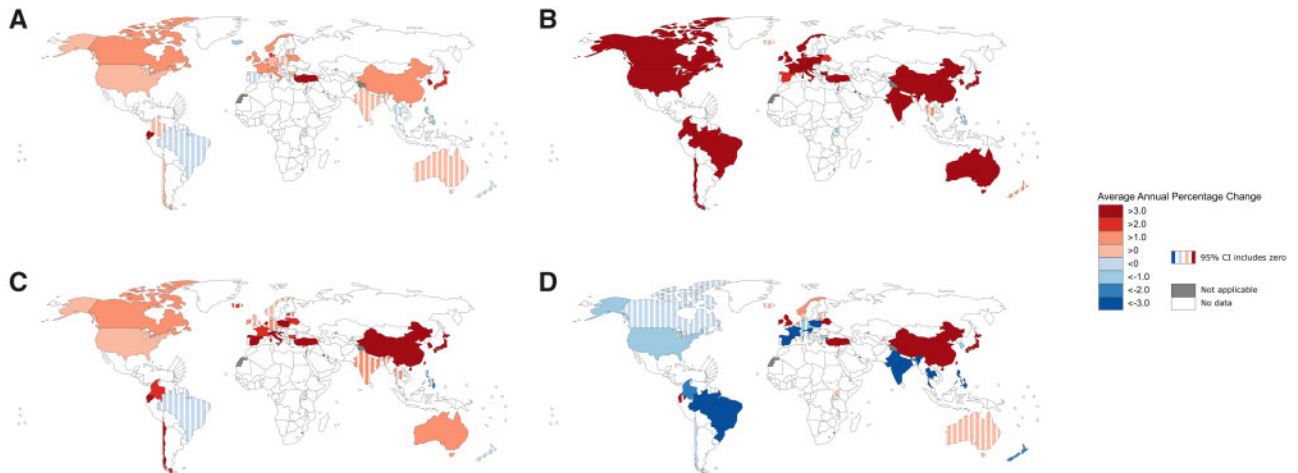 A
B
Average Annual Percentage Change
>3.0
>2.0
>1.0
>0
<0
<-1.0
<-2.0
<-3.0
95% CI includes zero
Not applicable
No data
C
D